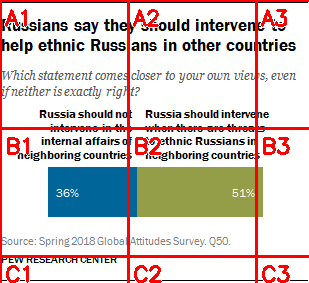 A1 A2 A3
Russians say they should intervene to
help ethnic Russians in other countries
Which statement comes closer to your own views, even
if neither is exactly right?
Russia should not intervene in the internal affairs of neighboring countries
Russia should intervene when there are threats to ethnic Russians in neighboring countries
B1 B2 B3
36% 51%
Source: Spring 2018 Global Attitudes Survey. Q50.
PEW RESEARCH CENTER
C1 C2 C3